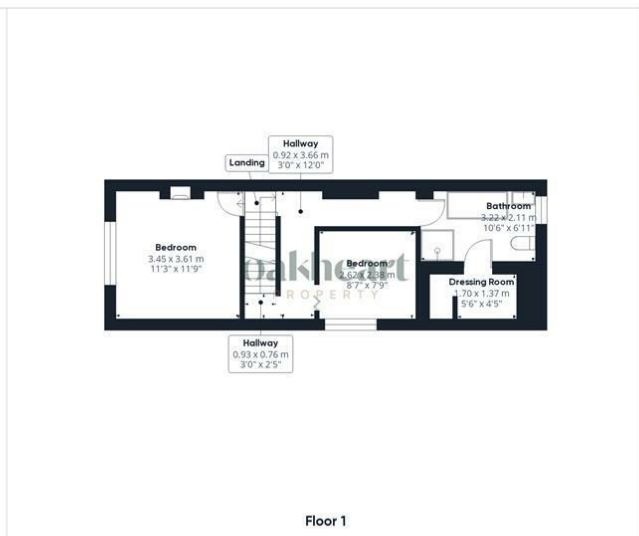 Hallway
0.92 x 3.66 m
3'0" x 12'0"
Landing
Bathroom
3.22 x 2.11 m
10'6" x 6'11"
Bedroom
3.45 x 3.61 m
11'3" x 11'9"
oakheart
PROPERTY
Bedroom
2.62 x 2.38 m
8'7" x 7'9"
Dressing Room
1.70 x 1.37 m
5'6" x 4'5"
Hallway
0.93 x 0.76 m
3'0" x 2'5"
Floor 1